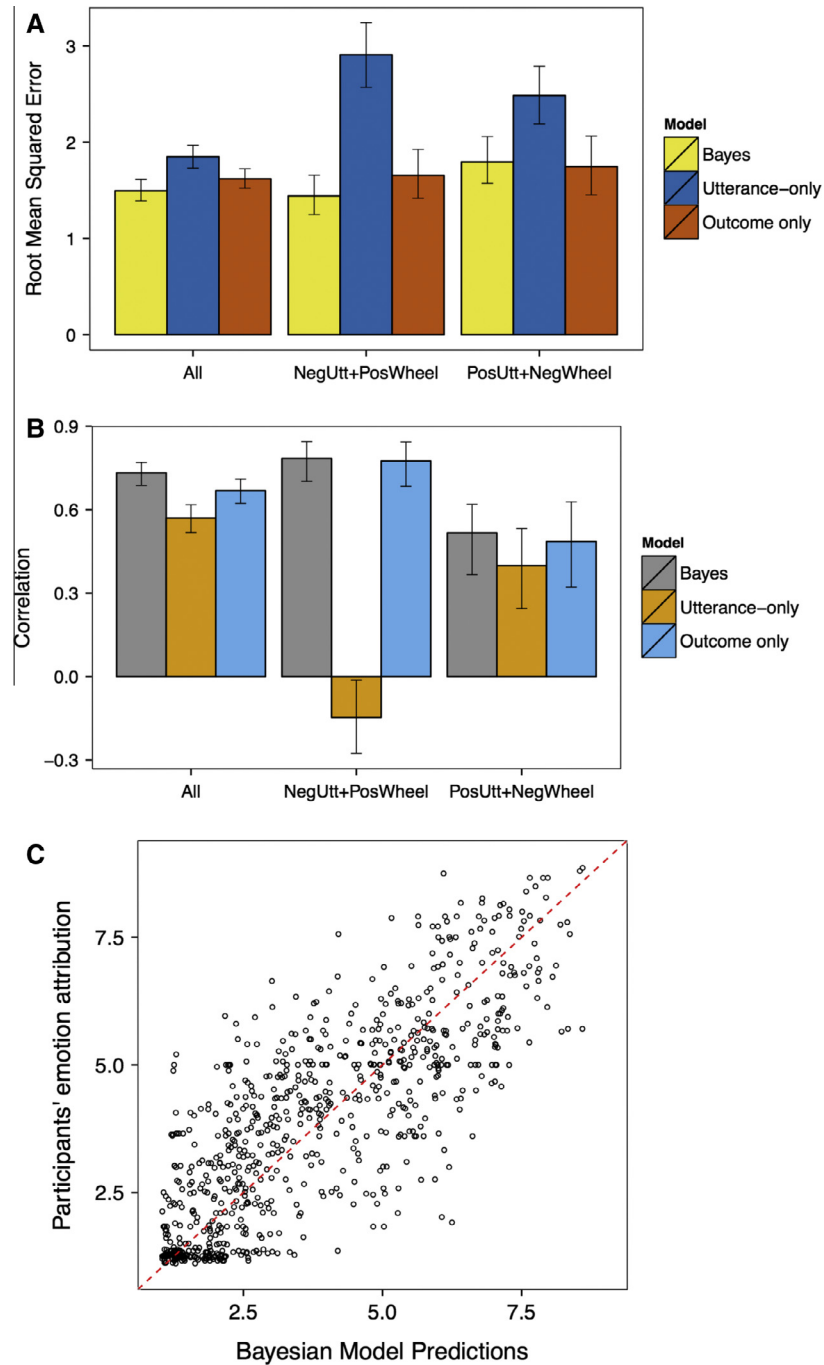 A
Root Mean Squared Error
3
2
1
0
All
NegUtt+PosWheel
PosUtt+NegWheel
Model
Bayes
Utterance−only
Outcome only
B
Correlation
0.9
0.6
0.3
0.0
−0.3
All
NegUtt+PosWheel
PosUtt+NegWheel
Model
Bayes
Utterance−only
Outcome only
C
Participants' emotion attribution
7.5
5.0
2.5
2.5
5.0
7.5
Bayesian Model Predictions